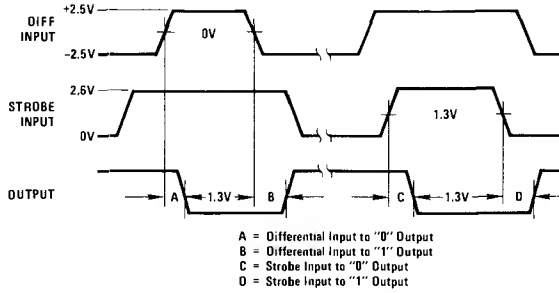 DIFF
INPUT
+2.5V
0V
-2.5V
STROBE
INPUT
2.6V
1.3V
0V
OUTPUT
A
1.3V
B
C
1.3V
D
A = Differential Input to "0" Output
B = Differential Input to "1" Output
C = Strobe Input to "0" Output
D = Strobe Input to "1" Output